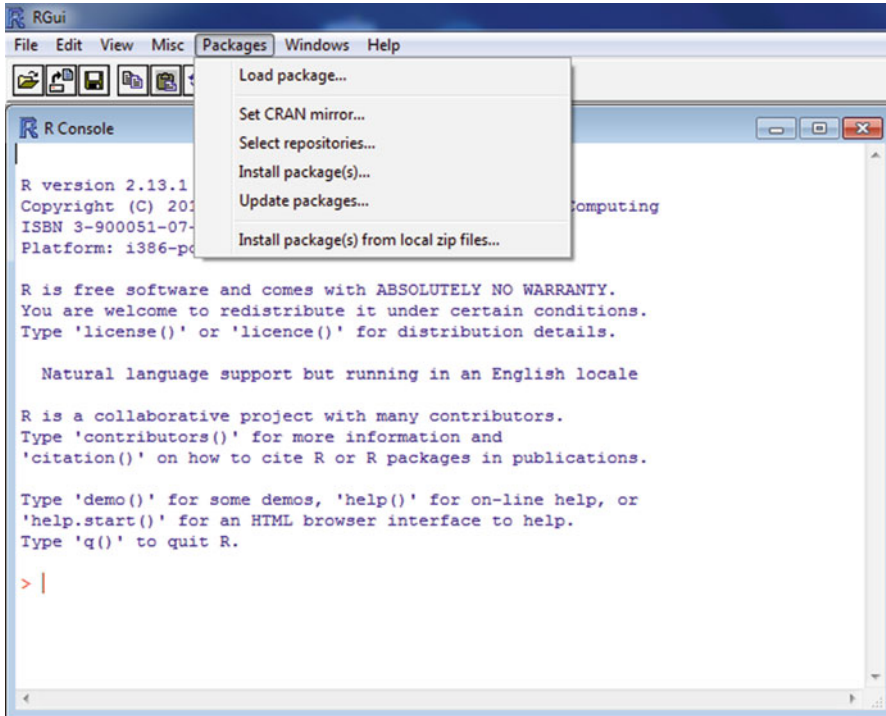 RGui
File Edit View Misc Packages Windows Help
Load package...
Set CRAN mirror...
Select repositories...
Install package(s)...
Update packages...
Install package(s) from local zip files...
R Console
R version 2.13.1
Copyright (C) 201 Computing
ISBN 3-900051-07-
Platform: i386-pc
R is free software and comes with ABSOLUTELY NO WARRANTY.
You are welcome to redistribute it under certain conditions.
Type 'license()' or 'licence()' for distribution details.
Natural language support but running in an English locale
R is a collaborative project with many contributors.
Type 'contributors()' for more information and
'citation()' on how to cite R or R packages in publications.
Type 'demo()' for some demos, 'help()' for on-line help, or
'help.start()' for an HTML browser interface to help.
Type 'q()' to quit R.
>